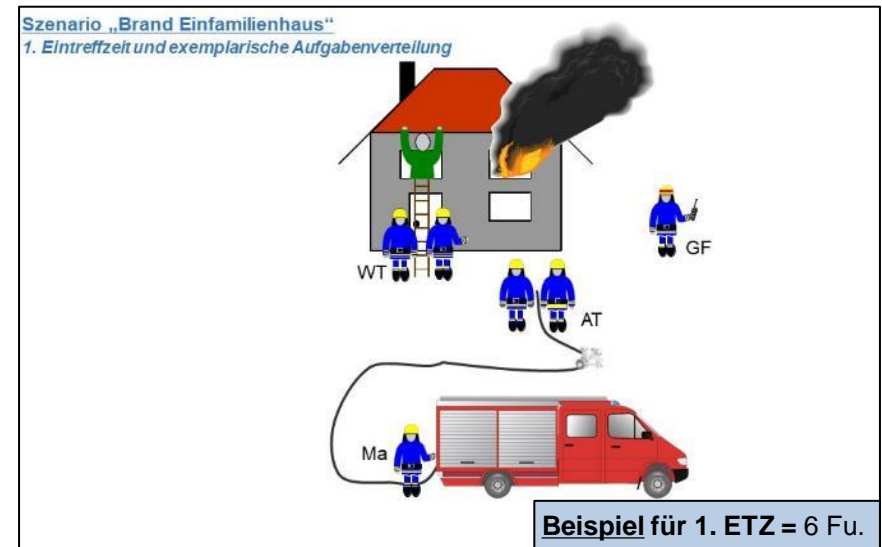 Szenario „Brand Einfamilienhaus“
1. Eintreffzeit und exemplarische Aufgabenverteilung
GF
WT
AT
Ma
Beispiel für 1. ETZ = 6 Fu.